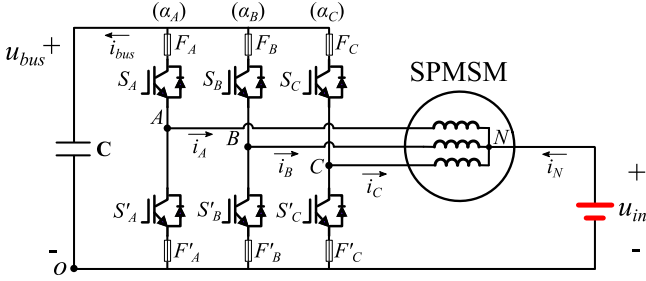 (α_A) (α_B) (α_C)
u_bus + i_bus F_A F_B F_C
S_A S_B S_C SPMSM
A N
C i_A B i_B i_N
C i_C + u_in
S'_A S'_B S'_C
- F'_A F'_B F'_C -
o